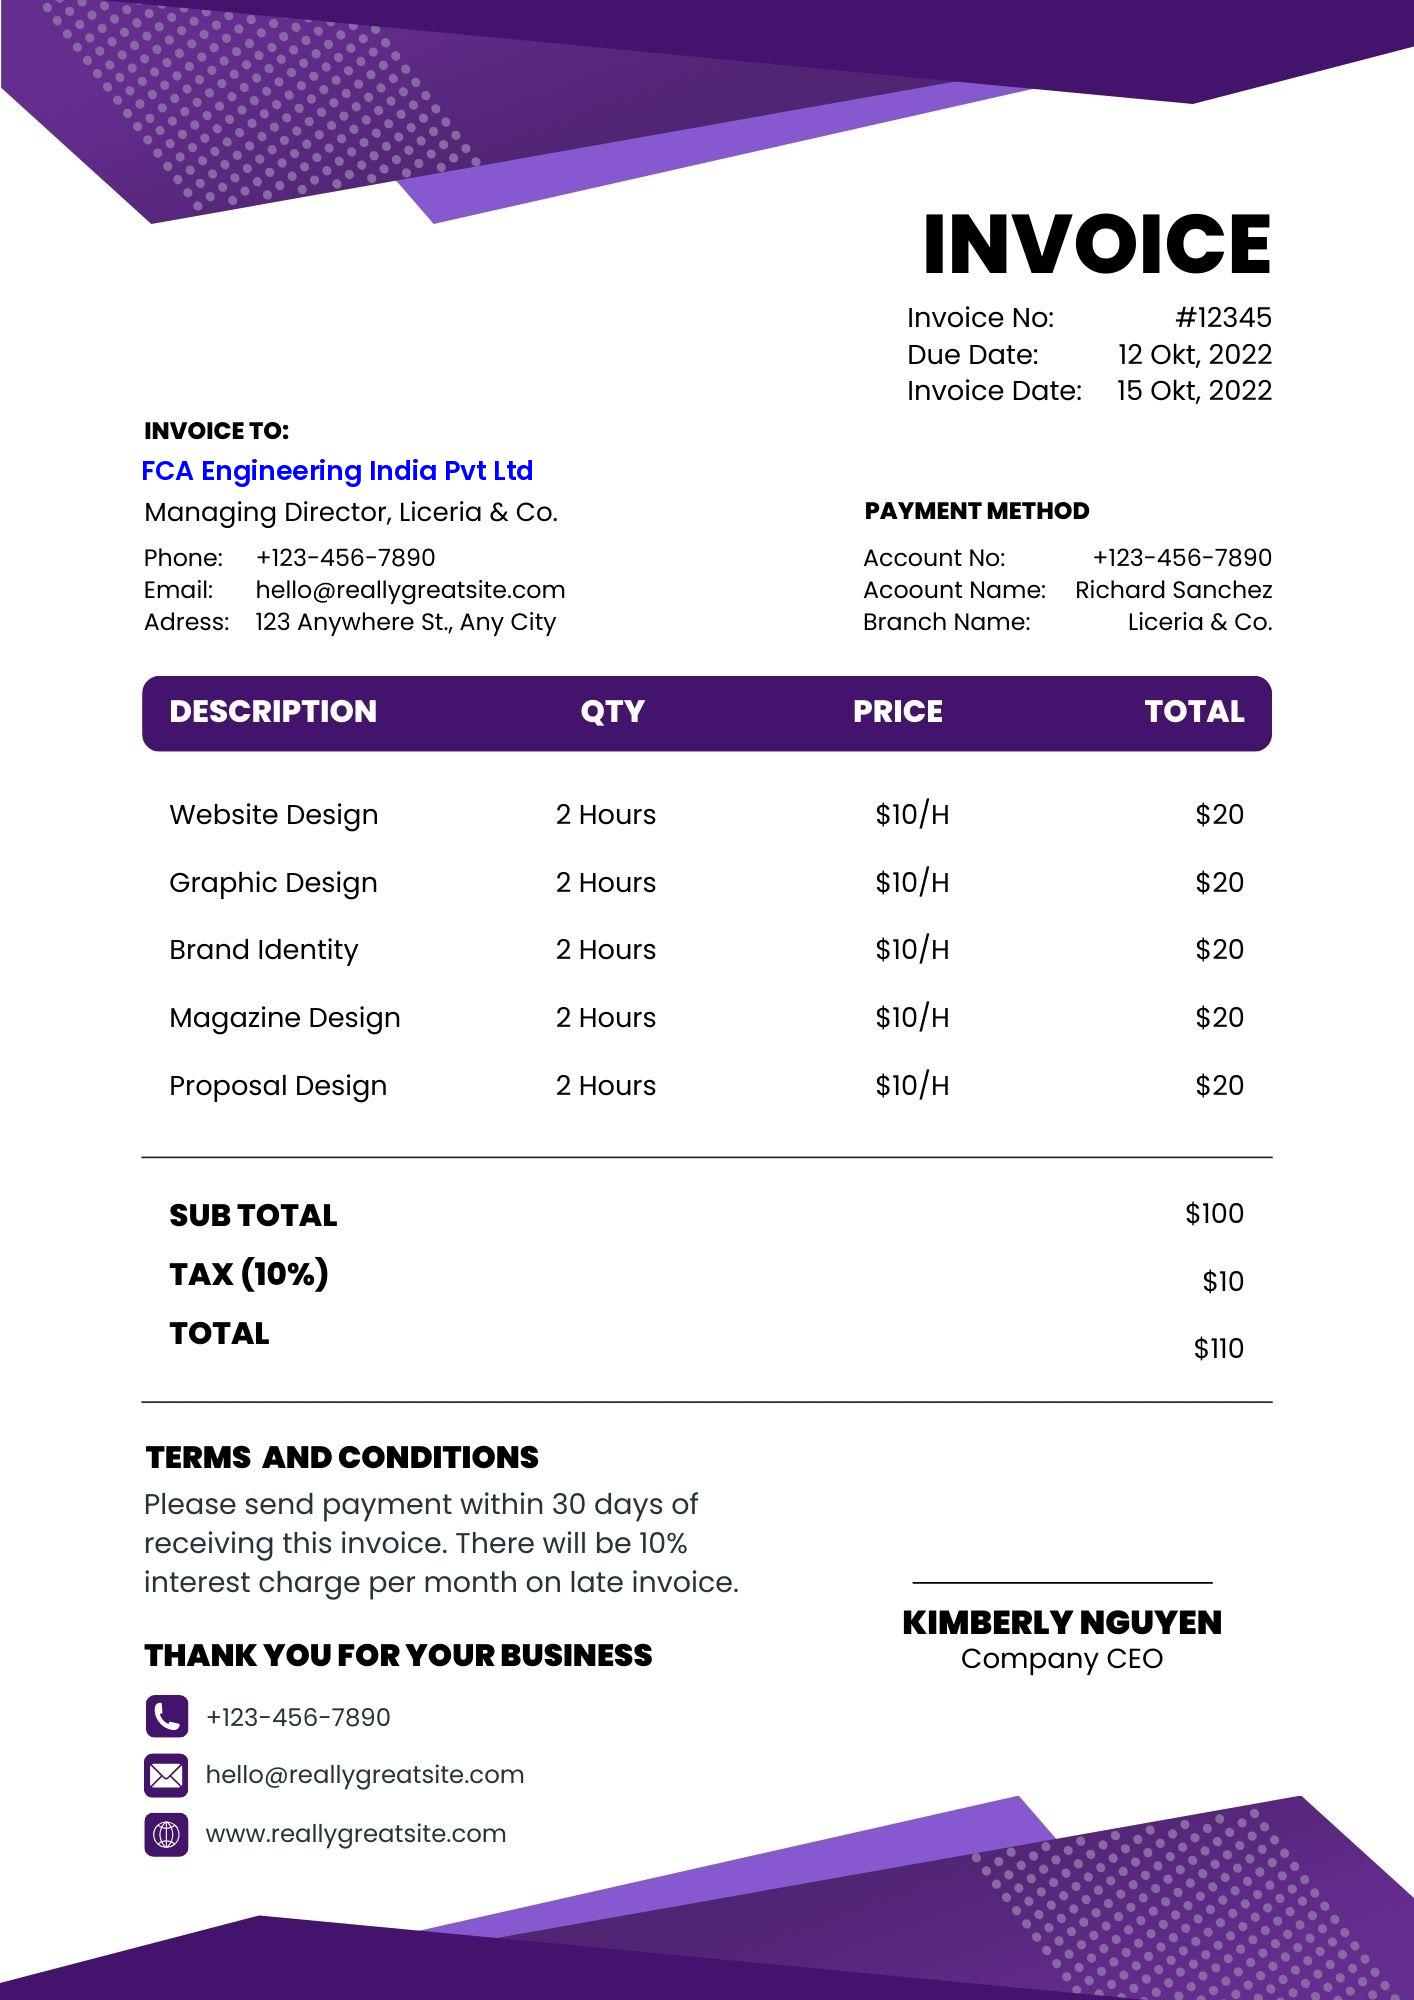 INVOICE
Invoice No: #12345
Due Date: 12 Okt, 2022
Invoice Date: 15 Okt, 2022
INVOICE TO:
FCA Engineering India Pvt Ltd
Managing Director, Liceria & Co.
Phone: +123-456-7890
Email: hello@reallygreatsite.com
Adress: 123 Anywhere St., Any City
PAYMENT METHOD
Account No: +123-456-7890
Acoount Name: Richard Sanchez
Branch Name: Liceria & Co.
DESCRIPTION QTY PRICE TOTAL
Website Design 2 Hours $10/H $20
Graphic Design 2 Hours $10/H $20
Brand Identity 2 Hours $10/H $20
Magazine Design 2 Hours $10/H $20
Proposal Design 2 Hours $10/H $20
SUB TOTAL $100
TAX (10%) $10
TOTAL $110
TERMS AND CONDITIONS
Please send payment within 30 days of
receiving this invoice. There will be 10%
interest charge per month on late invoice.
THANK YOU FOR YOUR BUSINESS
+123-456-7890
hello@reallygreatsite.com
www.reallygreatsite.com
KIMBERLY NGUYEN
Company CEO